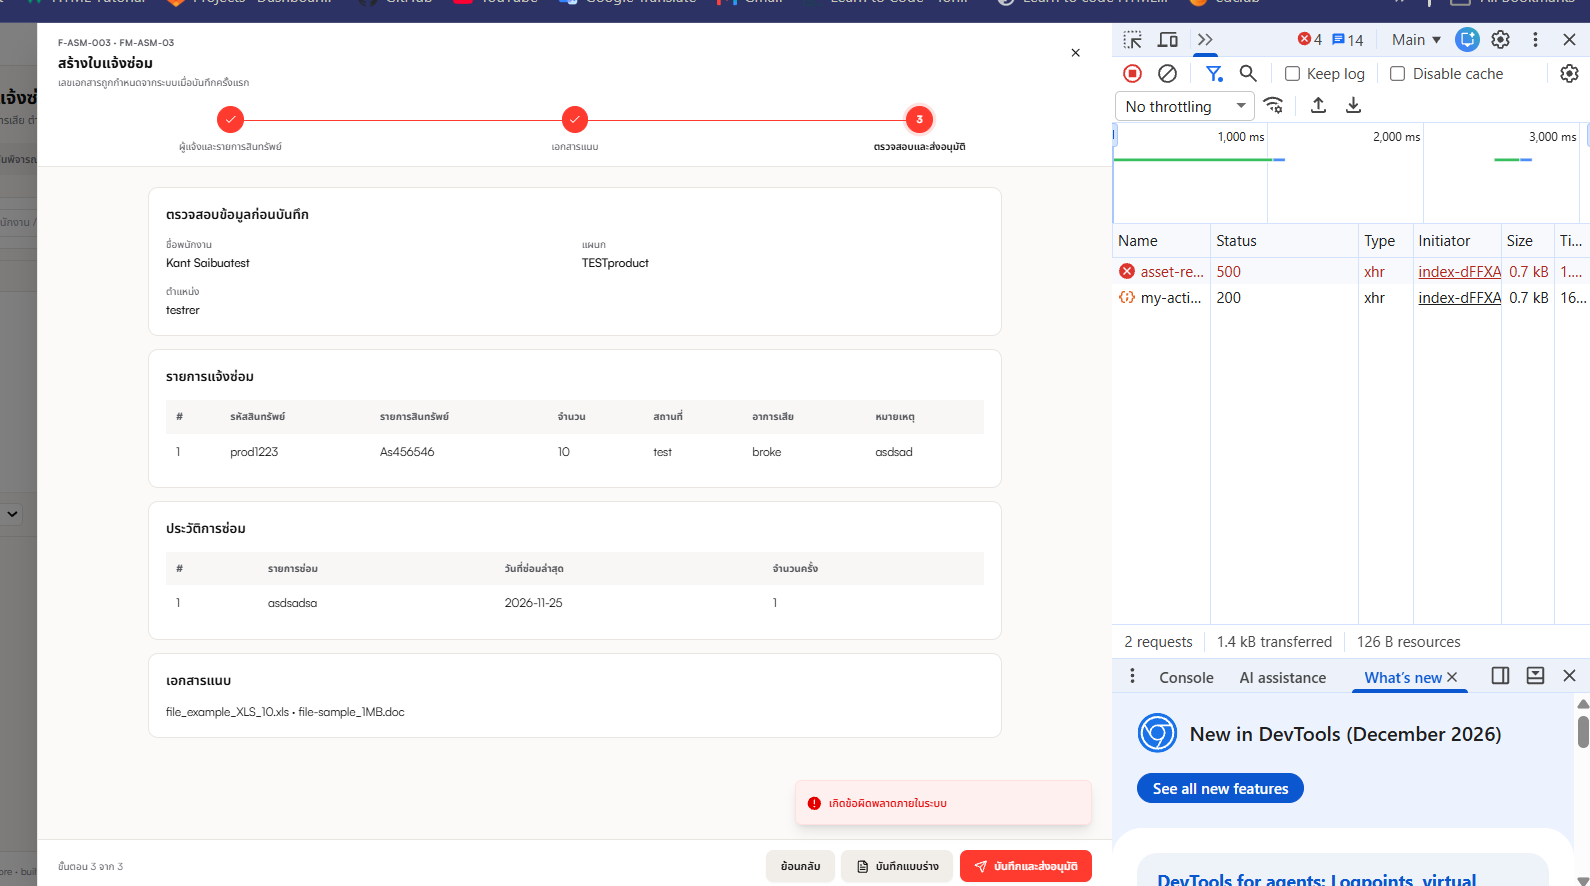 F-ASM-003 · FM-ASM-03
สร้างใบแจ้งซ่อม
เลขเอกสารถูกกำหนดจากระบบเมื่อบันทึกครั้งแรก
3
ผู้แจ้งและรายการสินทรัพย์
เอกสารแนบ
ตรวจสอบและส่งอนุมัติ
ตรวจสอบข้อมูลก่อนบันทึก
ชื่อพนักงาน
แผนก
Kant Saibuatest
TESTproduct
ตำแหน่ง
testrer
รายการแจ้งซ่อม
# รหัสสินทรัพย์ รายการสินทรัพย์ จำนวน สถานที่ อาการเสีย หมายเหตุ
1 prod1223 As456546 10 test broke asdsad
ประวัติการซ่อม
# รายการซ่อม วันที่ซ่อมล่าสุด จำนวนครั้ง
1 asdsadsa 2026-11-25 1
เอกสารแนบ
file_example_XLS_10.xls · file-sample_1MB.doc
เกิดข้อผิดพลาดภายในระบบ
ขั้นตอน 3 จาก 3
ย้อนกลับ
บันทึกแบบร่าง
บันทึกและส่งอนุมัติ
4 14 Main
Keep log Disable cache
No throttling
1,000 ms 2,000 ms 3,000 ms
Name Status Type Initiator Size Ti...
asset-re... 500 xhr index-dFFXA 0.7 kB 1....
my-acti... 200 xhr index-dFFXA 0.7 kB 16...
2 requests 1.4 kB transferred 126 B resources
Console AI assistance What's new
New in DevTools (December 2026)
See all new features
DevTools for agents: Logpoints, virtual